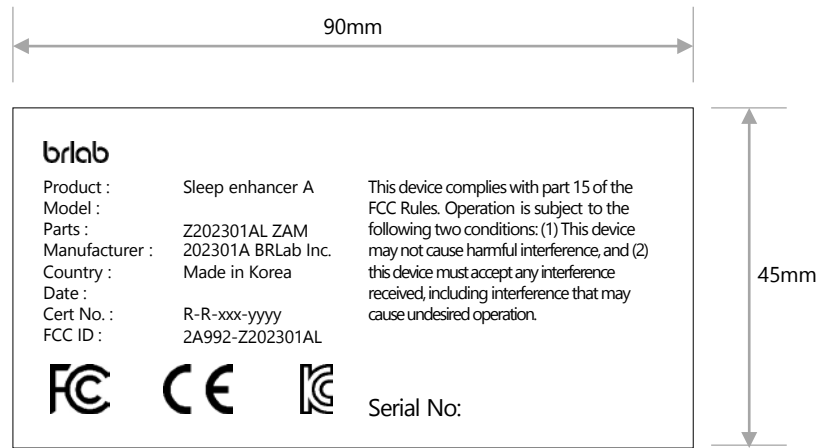 90mm
brlab
Product : Sleep enhancer A
Model :
Parts : Z202301AL ZAM
Manufacturer : 202301A BRLab Inc.
Country : Made in Korea
Date :
Cert No. : R-R-xxx-yyyy
FCC ID : 2A992-Z202301AL
This device complies with part 15 of the
FCC Rules. Operation is subject to the
following two conditions: (1) This device
may not cause harmful interference, and (2)
this device must accept any interference
received, including interference that may
cause undesired operation.
45mm
FC CE KC
Serial No: